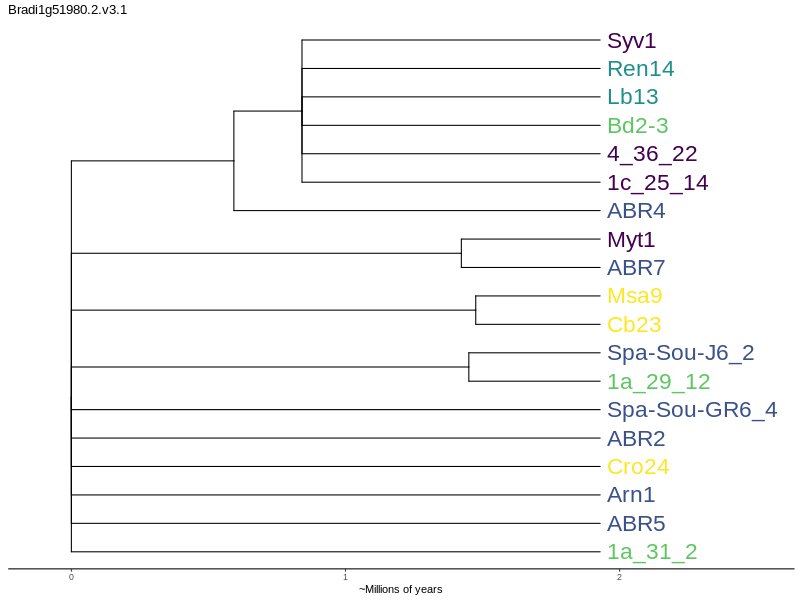 Bradi1g51980.2.v3.1
Syv1
Ren14
Lb13
Bd2-3
4_36_22
1c_25_14
ABR4
Myt1
ABR7
Msa9
Cb23
Spa-Sou-J6_2
1a_29_12
Spa-Sou-GR6_4
ABR2
Cro24
Arn1
ABR5
1a_31_2
0 1 2
~Millions of years